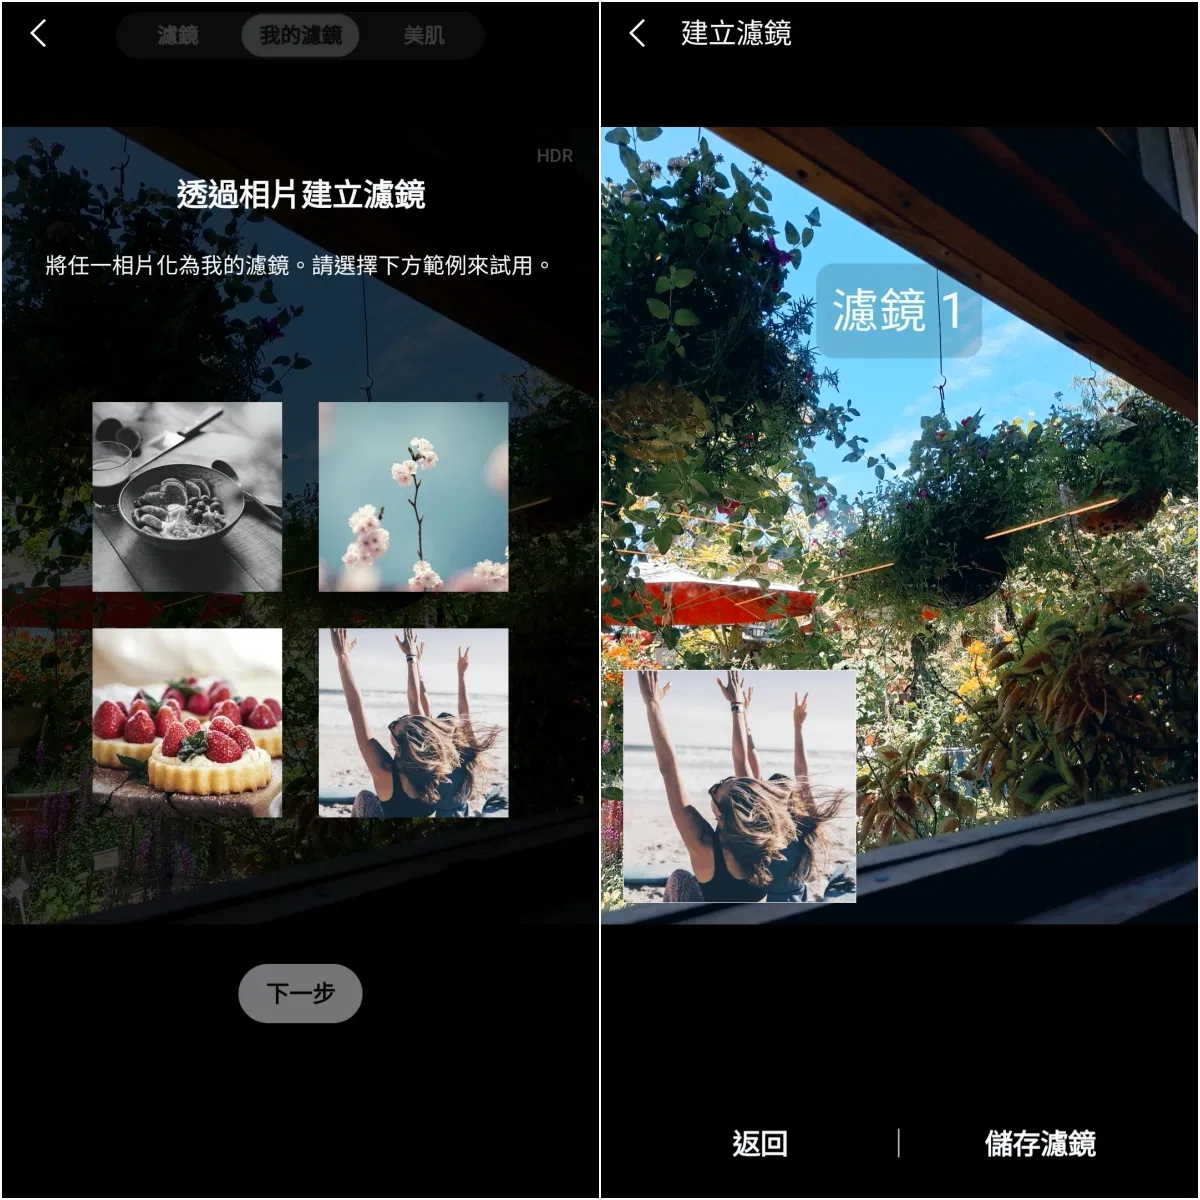 濾鏡 我的濾鏡 美肌
HDR
透過相片建立濾鏡
將任一相片化為我的濾鏡。請選擇下方範例來試用。
下一步
建立濾鏡
濾鏡 1
返回 | 儲存濾鏡